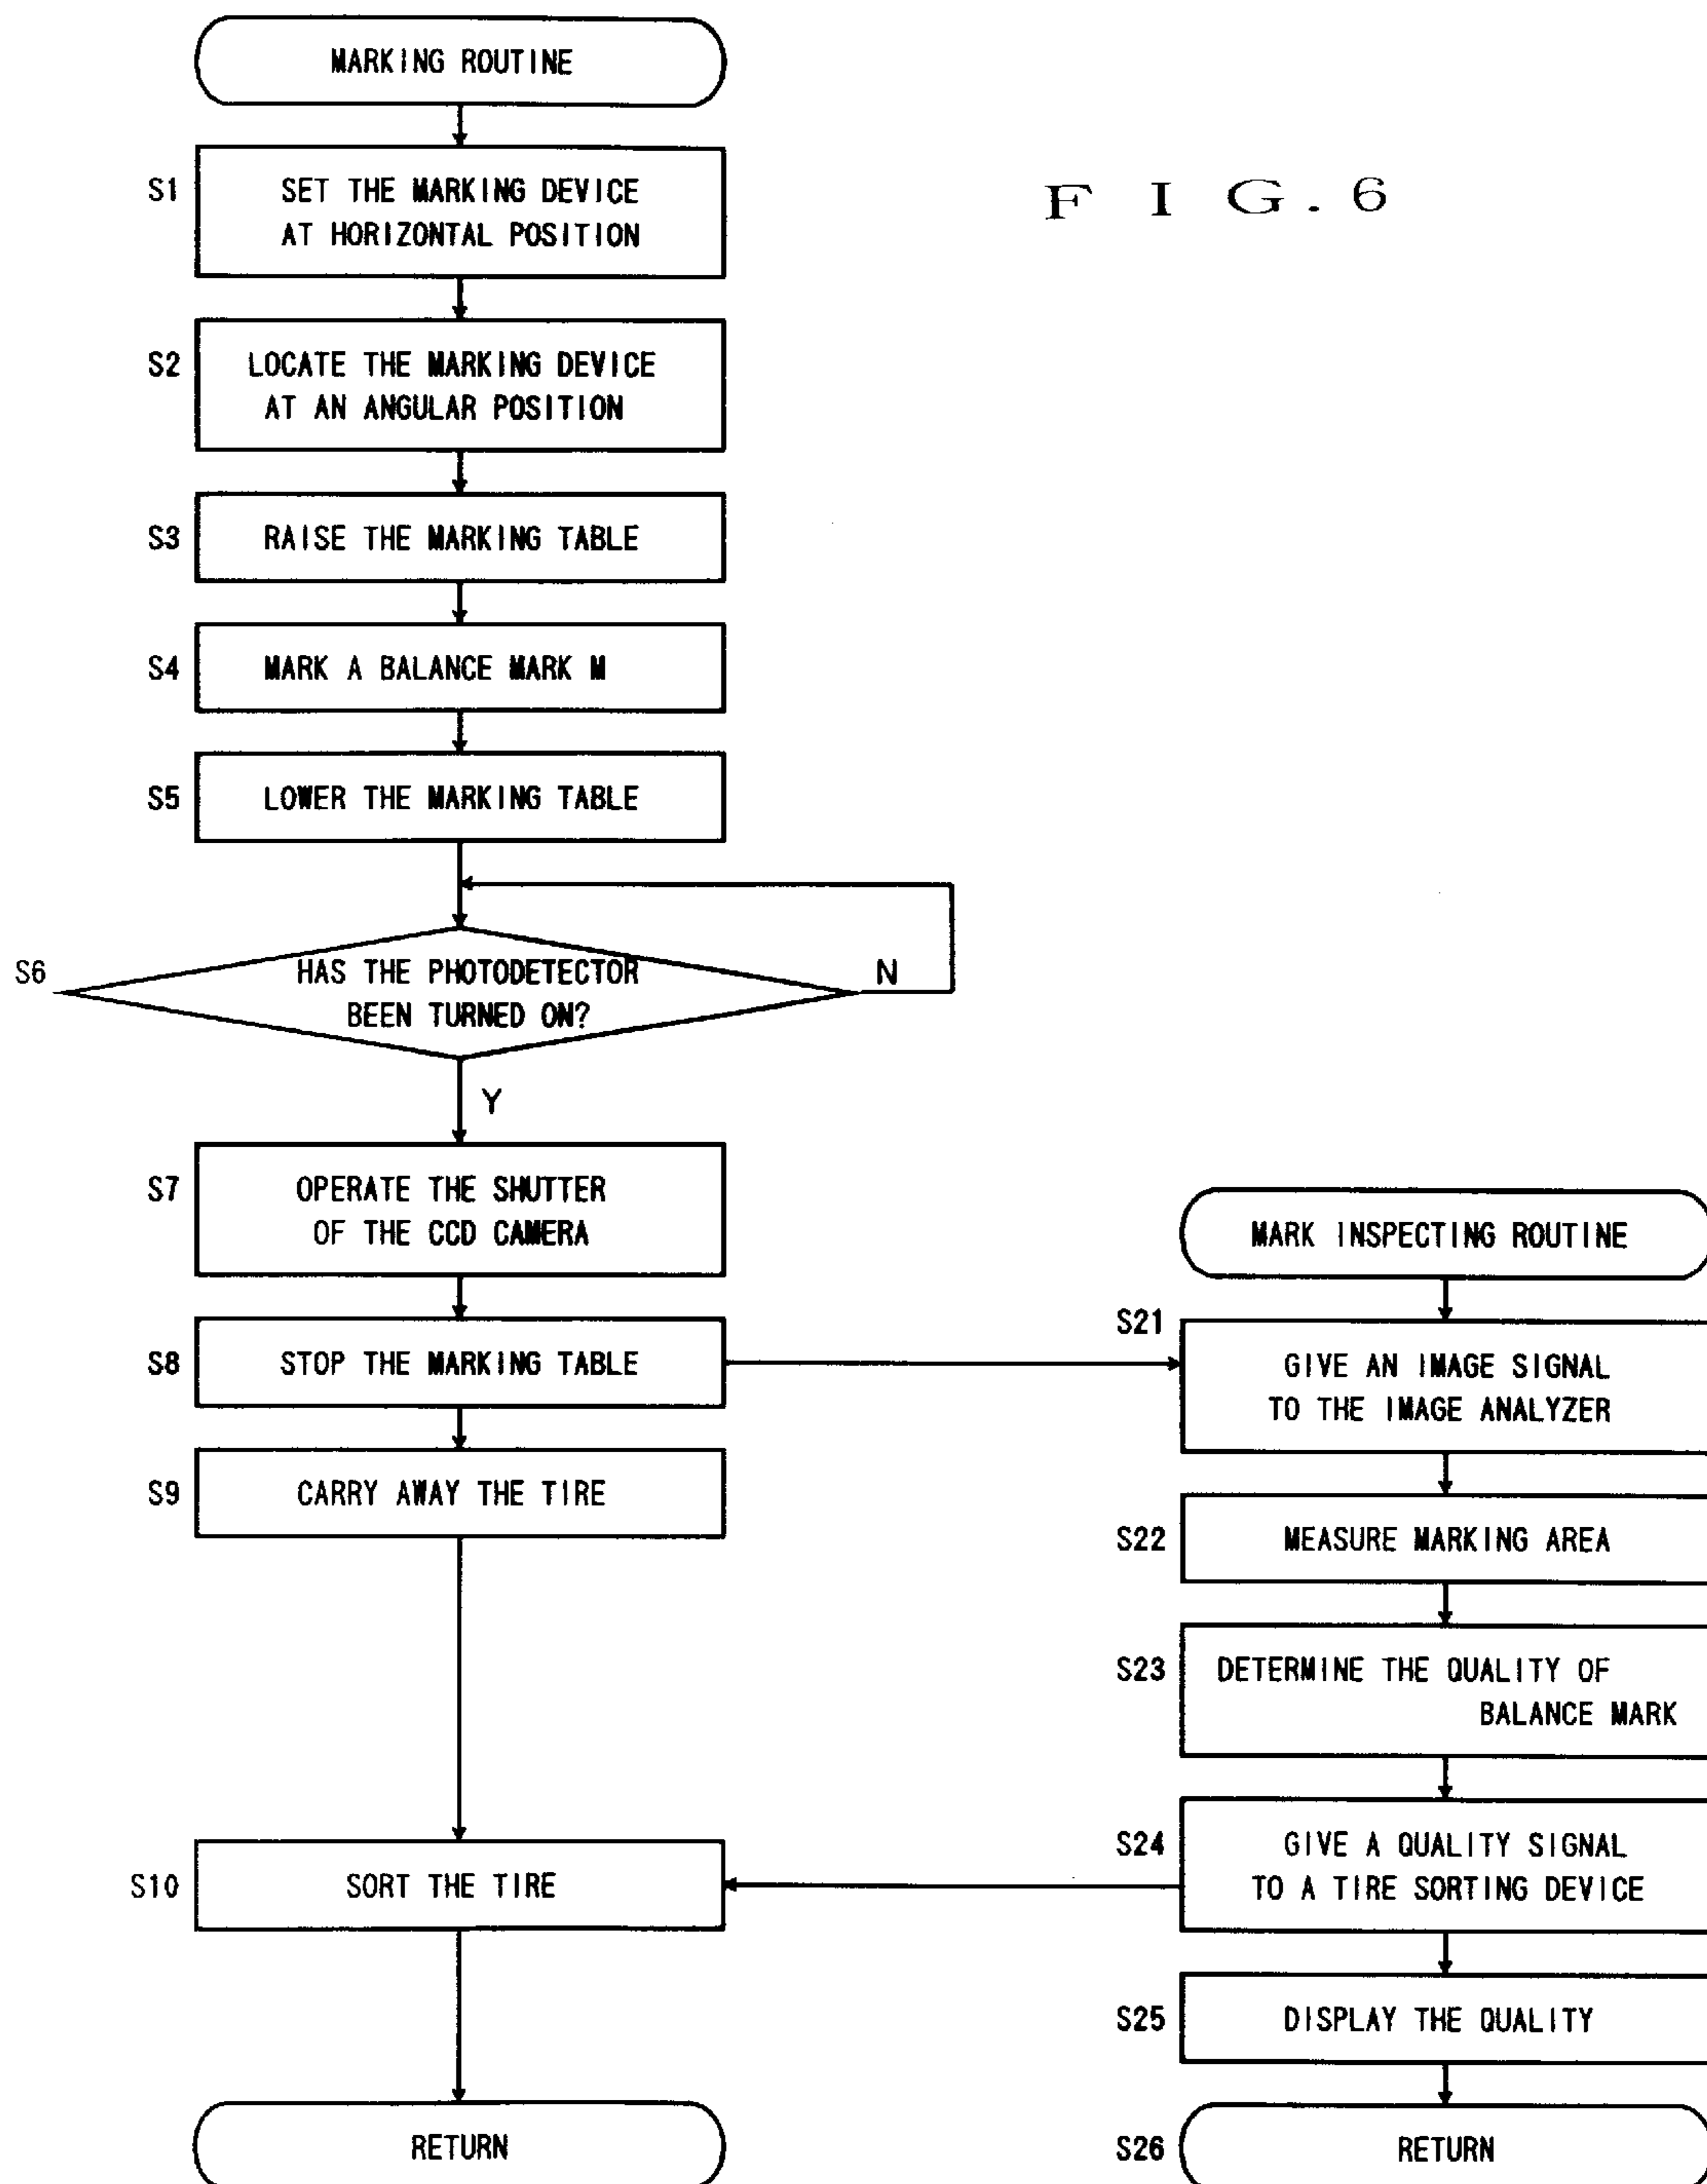 MARKING ROUTINE
FIG. 6
S1
SET THE MARKING DEVICE
AT HORIZONTAL POSITION
S2
LOCATE THE MARKING DEVICE
AT AN ANGULAR POSITION
S3
RAISE THE MARKING TABLE
S4
MARK A BALANCE MARK M
S5
LOWER THE MARKING TABLE
S6
HAS THE PHOTODETECTOR
BEEN TURNED ON?
N
Y
S7
OPERATE THE SHUTTER
OF THE CCD CAMERA
S8
STOP THE MARKING TABLE
S9
CARRY AWAY THE TIRE
S10
SORT THE TIRE
RETURN
MARK INSPECTING ROUTINE
S21
GIVE AN IMAGE SIGNAL
TO THE IMAGE ANALYZER
S22
MEASURE MARKING AREA
S23
DETERMINE THE QUALITY OF
BALANCE MARK
S24
GIVE A QUALITY SIGNAL
TO A TIRE SORTING DEVICE
S25
DISPLAY THE QUALITY
S26
RETURN